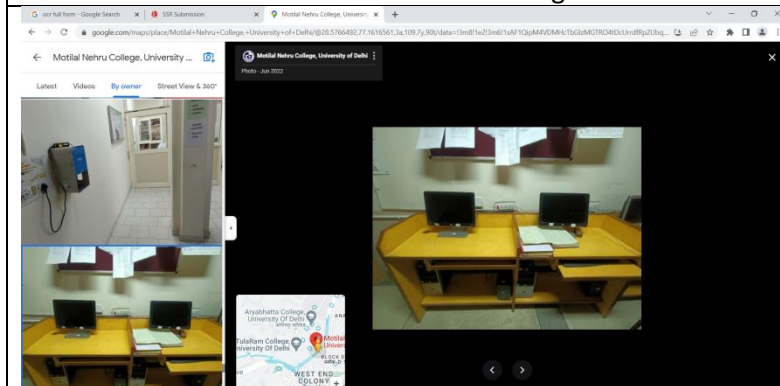 ocr full form - Google Search
SSR Submission
Motilal Nehru College, Universit
google.com/maps/place/Motilal+Nehru+College,+University+of+Delhi/@28.5766492,77.1616561,3a,109.7y,90t/
Motilal Nehru College, University ...
Latest Videos By owner Street View & 360°
Motilal Nehru College, University of Delhi
Photo - Jun 2022
Aryabhatta College,
University Of Delhi
TulaRam College,
University Of Delhi
Motilal
Univers
BLOCK D
WEST END
COLONY